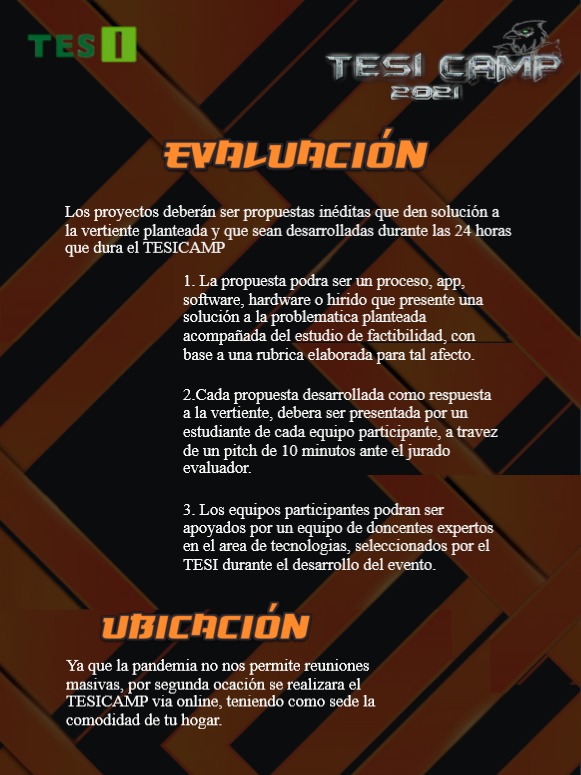 TESI
TESI CAMP
2021
EVALUACIÓN
Los proyectos deberán ser propuestas inéditas que den solución a
la vertiente planteada y que sean desarrolladas durante las 24 horas
que dura el TESICAMP
1. La propuesta podra ser un proceso, app,
software, hardware o hirido que presente una
solución a la problematica planteada
acompañada del estudio de factibilidad, con
base a una rubrica elaborada para tal afecto.
2.Cada propuesta desarrollada como respuesta
a la vertiente, debera ser presentada por un
estudiante de cada equipo participante, a travez
de un pitch de 10 minutos ante el jurado
evaluador.
3. Los equipos participantes podran ser
apoyados por un equipo de doncentes expertos
en el area de tecnologias, seleccionados por el
TESI durante el desarrollo del evento.
UBICACIÓN
Ya que la pandemia no nos permite reuniones
masivas, por segunda ocación se realizara el
TESICAMP via online, teniendo como sede la
comodidad de tu hogar.